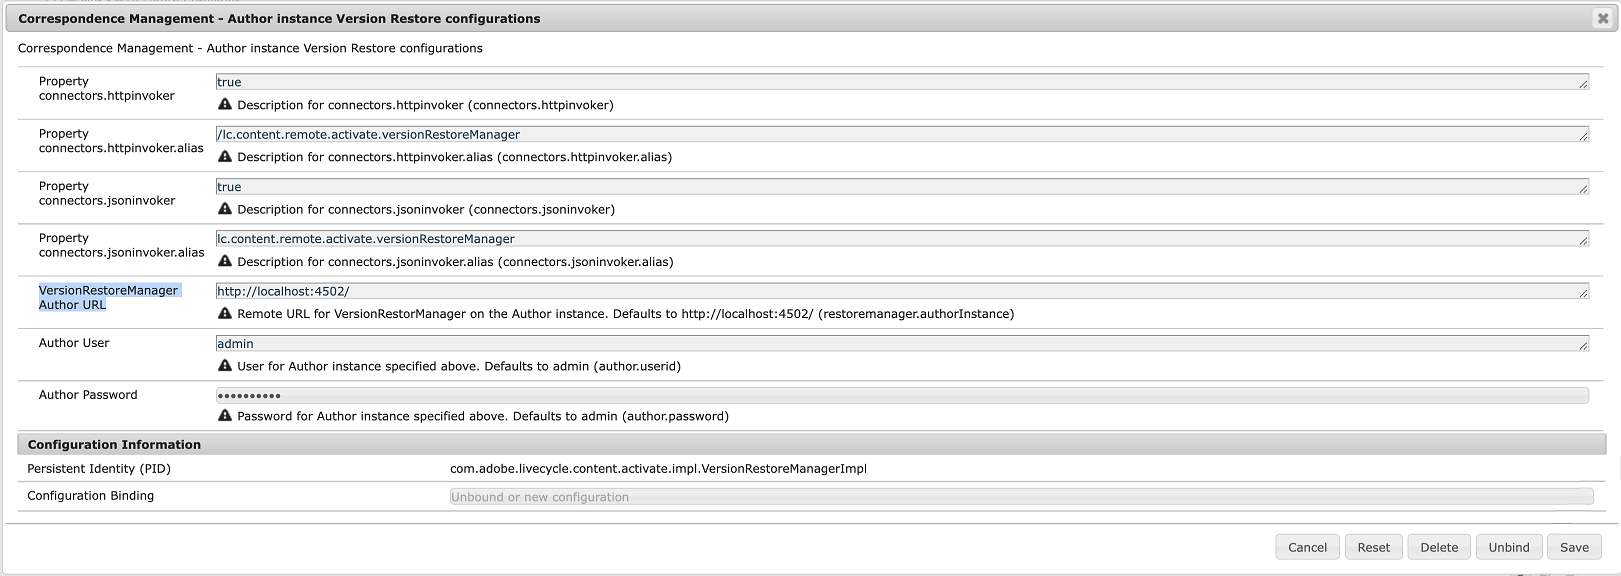 Correspondence Management - Author instance Version Restore configurations
Correspondence Management - Author instance Version Restore configurations
Property
connectors.httpinvoker
true
Description for connectors.httpinvoker (connectors.httpinvoker)
Property
connectors.httpinvoker.alias
/lc.content.remote.activate.versionRestoreManager
Description for connectors.httpinvoker.alias (connectors.httpinvoker.alias)
Property
connectors.jsoninvoker
true
Description for connectors.jsoninvoker (connectors.jsoninvoker)
Property
connectors.jsoninvoker.alias
lc.content.remote.activate.versionRestoreManager
Description for connectors.jsoninvoker.alias (connectors.jsoninvoker.alias)
VersionRestoreManager
Author URL
http://localhost:4502/
Remote URL for VersionRestorManager on the Author instance. Defaults to http://localhost:4502/ (restoremanager.authorInstance)
Author User
admin
User for Author instance specified above. Defaults to admin (author.userid)
Author Password
••••••••••
Password for Author instance specified above. Defaults to admin (author.password)
Configuration Information
Persistent Identity (PID)
com.adobe.livecycle.content.activate.impl.VersionRestoreManagerImpl
Configuration Binding
Unbound or new configuration
Cancel
Reset
Delete
Unbind
Save